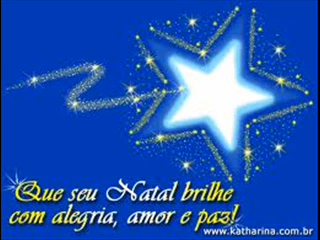 Que seu Natal brilhe
com alegria, amor e paz!
www.katharina.com.br